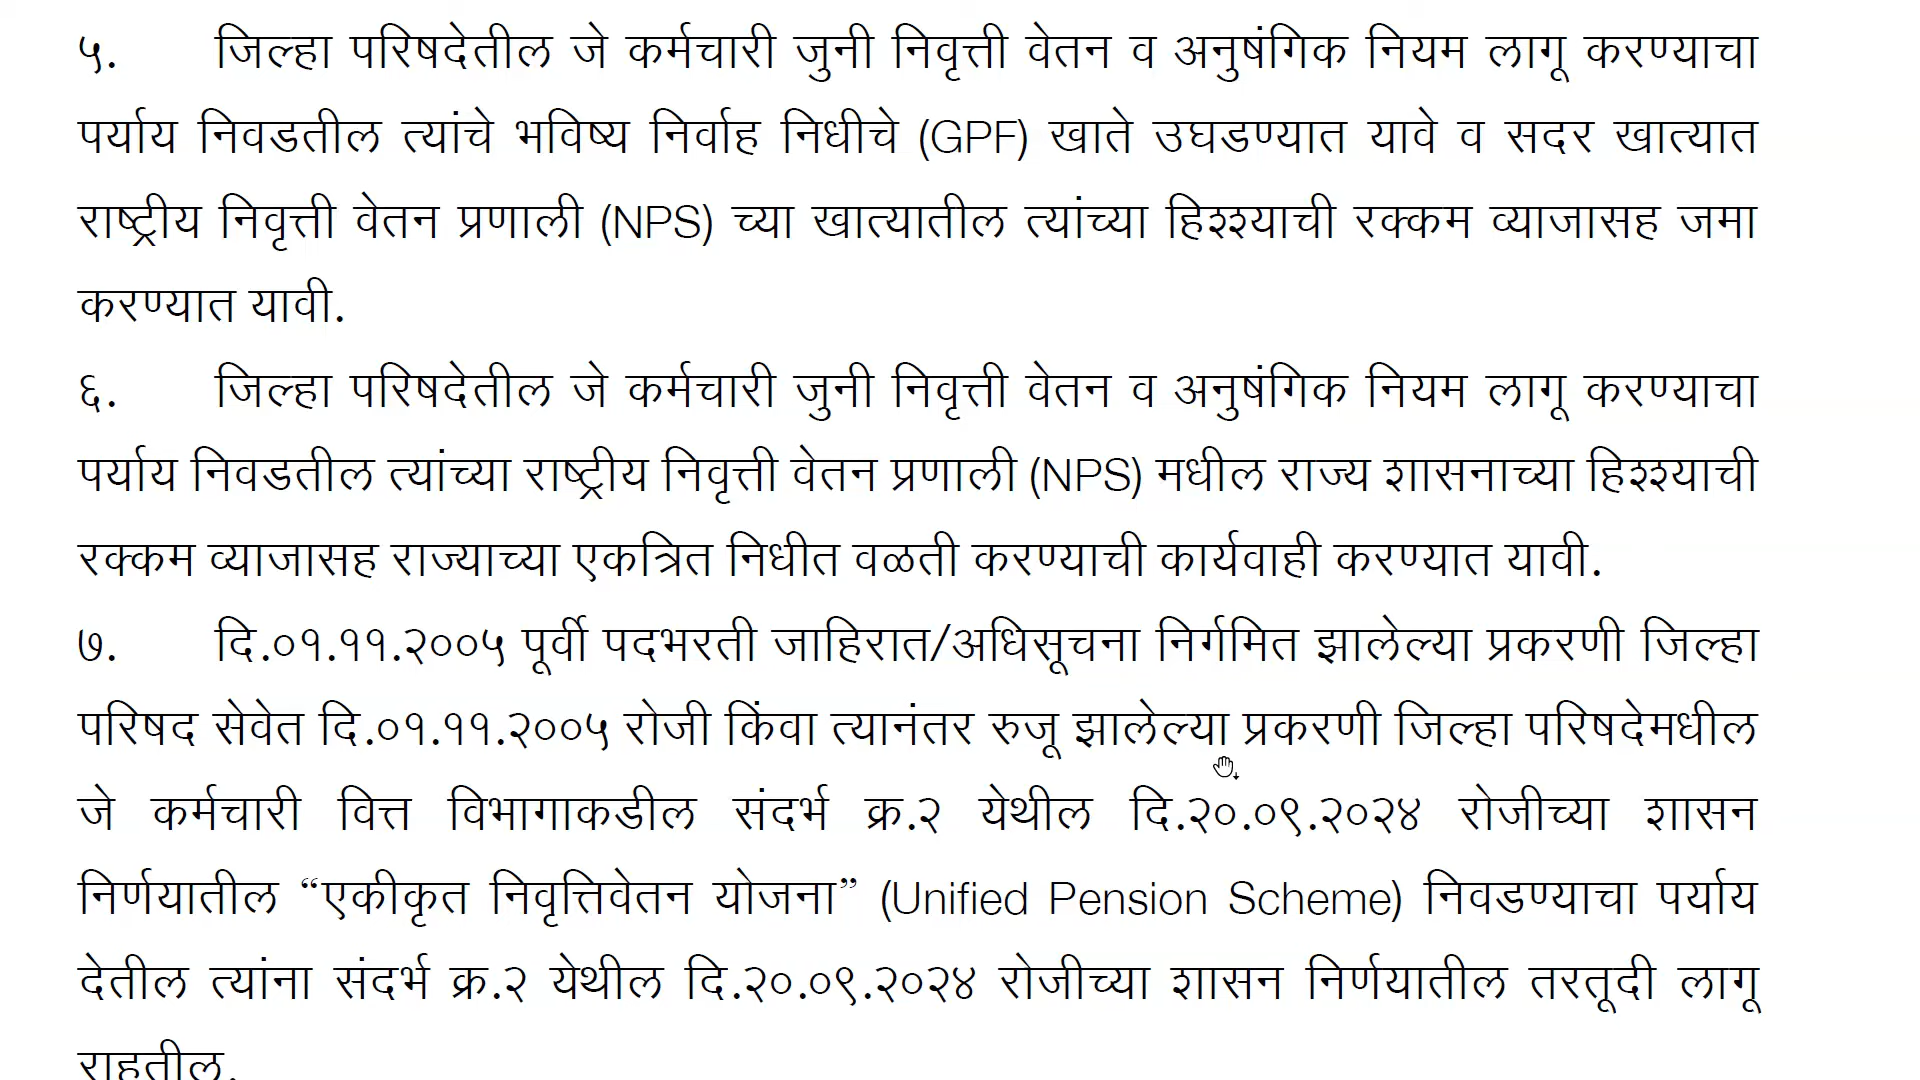 ५. जिल्हा परिषदेतील जे कर्मचारी जुनी निवृत्ती वेतन व अनुषंगिक नियम लागू करण्याचा
पर्याय निवडतील त्यांचे भविष्य निर्वाह निधीचे (GPF) खाते उघडण्यात यावे व सदर खात्यात
राष्ट्रीय निवृत्ती वेतन प्रणाली (NPS) च्या खात्यातील त्यांच्या हिश्श्याची रक्कम व्याजासह जमा
करण्यात यावी.
६. जिल्हा परिषदेतील जे कर्मचारी जुनी निवृत्ती वेतन व अनुषंगिक नियम लागू करण्याचा
पर्याय निवडतील त्यांच्या राष्ट्रीय निवृत्ती वेतन प्रणाली (NPS) मधील राज्य शासनाच्या हिश्श्याची
रक्कम व्याजासह राज्याच्या एकत्रित निधीत वळती करण्याची कार्यवाही करण्यात यावी.
७. दि.०१.११.२००५ पूर्वी पदभरती जाहिरात/अधिसूचना निर्गमित झालेल्या प्रकरणी जिल्हा
परिषद सेवेत दि.०१.११.२००५ रोजी किंवा त्यानंतर रुजू झालेल्या प्रकरणी जिल्हा परिषदेमधील
जे कर्मचारी वित्त विभागाकडील संदर्भ क्र.२ येथील दि.२०.०९.२०२४ रोजीच्या शासन
निर्णयातील “एकीकृत निवृत्तिवेतन योजना” (Unified Pension Scheme) निवडण्याचा पर्याय
देतील त्यांना संदर्भ क्र.२ येथील दि.२०.०९.२०२४ रोजीच्या शासन निर्णयातील तरतूदी लागू
राहतील.